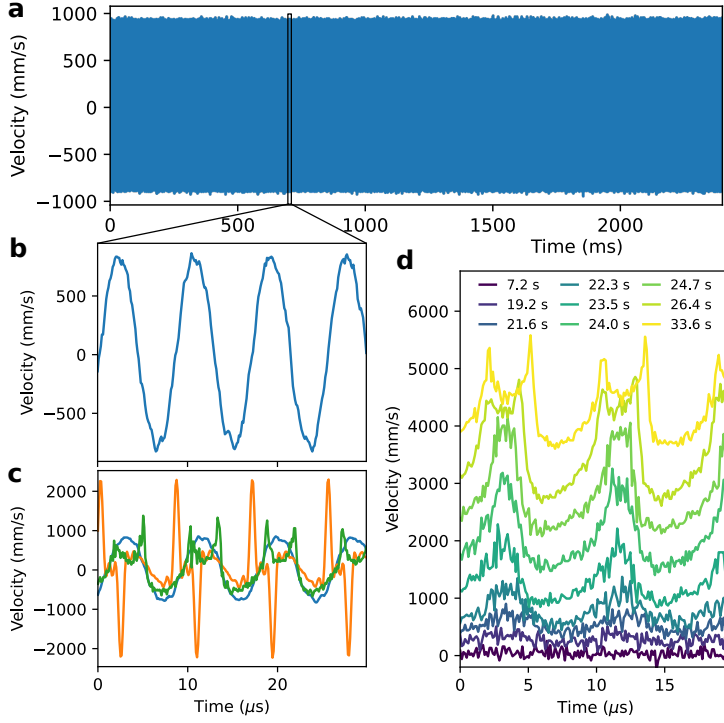 a
1000
500
0
−500
−1000
Velocity (mm/s)
0
500
1000
1500
2000
Time (ms)
b
500
0
−500
Velocity (mm/s)
c
2000
1000
0
−1000
−2000
Velocity (mm/s)
0
10
20
Time (μs)
d
7.2 s
19.2 s
21.6 s
22.3 s
23.5 s
24.0 s
24.7 s
26.4 s
33.6 s
6000
5000
4000
3000
2000
1000
0
Velocity (mm/s)
0
5
10
15
Time (μs)